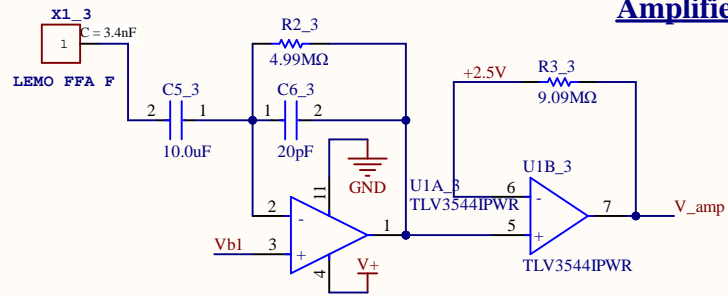 Amplifie
X1_3
1
C = 3.4nF
LEMO FFA F
C5_3
2
1
10.0uF
R2_3
4.99MΩ
C6_3
1
2
20pF
11
GND
U1A_3
TLV3544IPWR
2
-
3
+
1
Vb1
4
V+
+2.5V
R3_3
9.09MΩ
U1B_3
6
-
5
+
7
V_amp
TLV3544IPWR